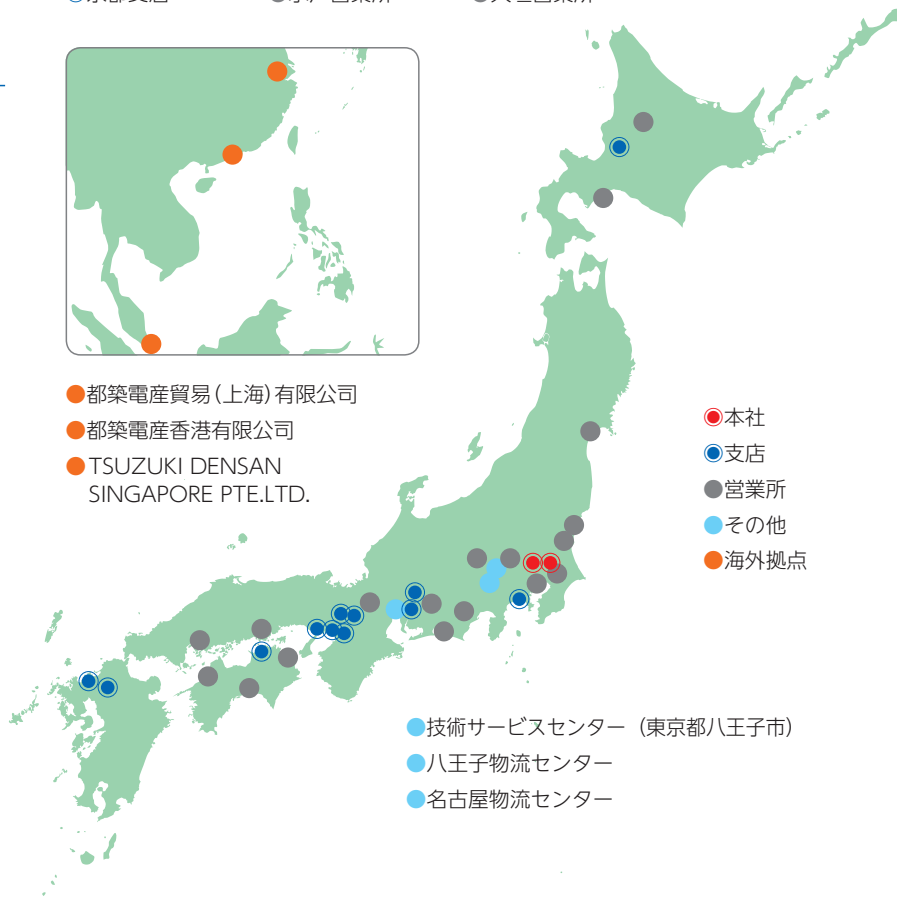 都築電産貿易(上海)有限公司
都築電産香港有限公司
TSUZUKI DENSAN
SINGAPORE PTE.LTD.
本社
支店
営業所
その他
海外拠点
技術サービスセンター（東京都八王子市）
八王子物流センター
名古屋物流センター